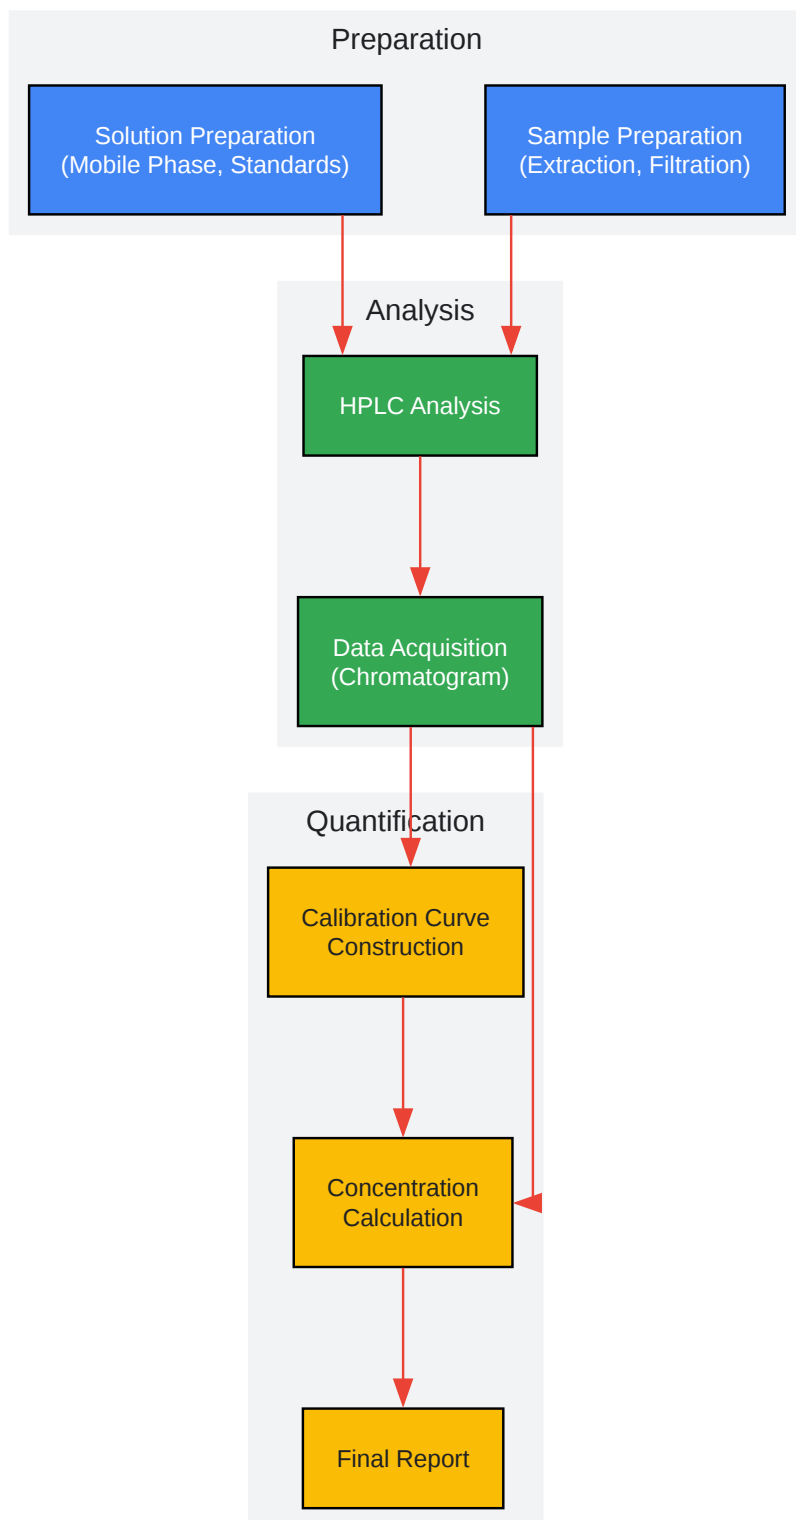 Preparation
Solution Preparation
(Mobile Phase, Standards)
Sample Preparation
(Extraction, Filtration)
Analysis
HPLC Analysis
Data Acquisition
(Chromatogram)
Quantification
Calibration Curve
Construction
Concentration
Calculation
Final Report